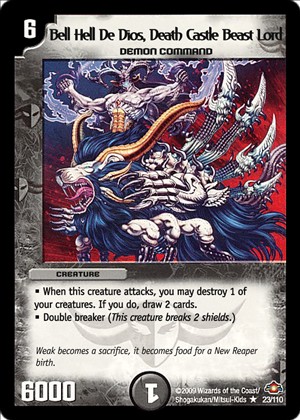 6
Bell Hell De Dios, Death Castle Beast Lord
DEMON COMMAND
CREATURE
▪ When this creature attacks, you may destroy 1 of
your creatures. If you do, draw 2 cards.
▪ Double breaker (This creature breaks 2 shields.)
Weak becomes a sacrifice, it becomes food for a New Reaper
birth.
6000
1
©2009 Wizards of the Coast/
Shogakukan/Mitsui-Kids ★ 23/110